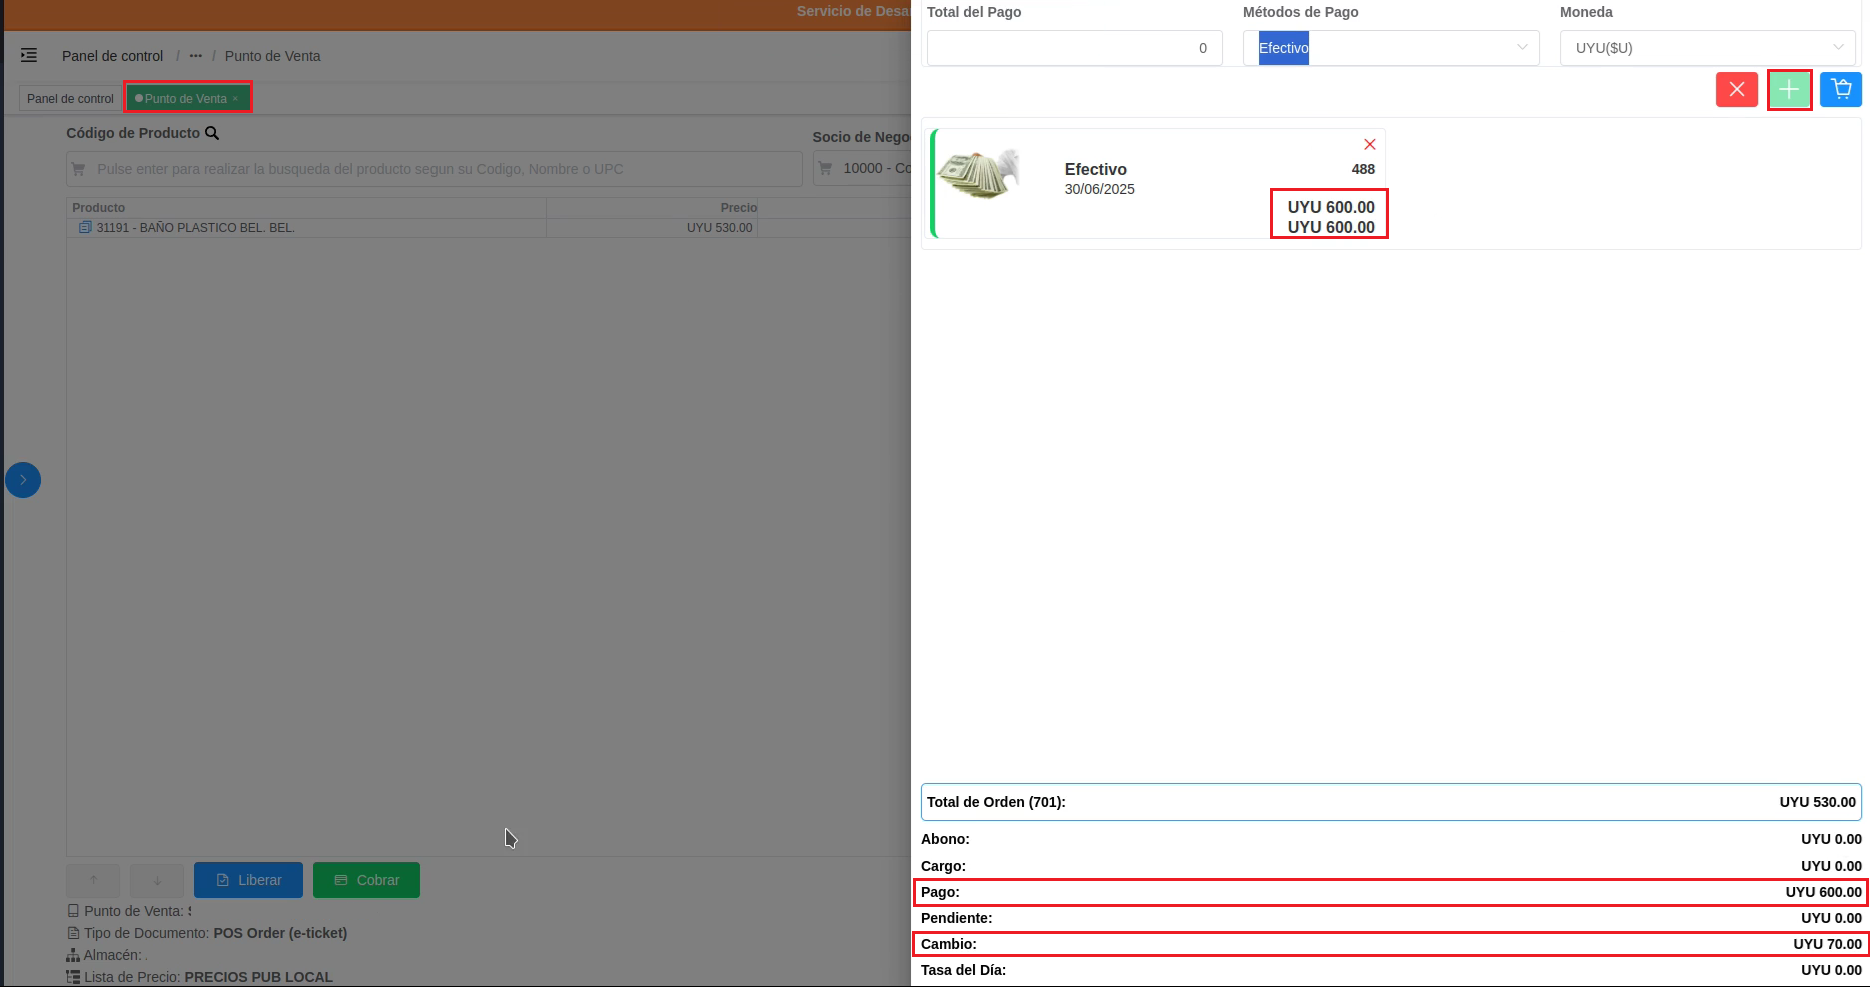 Servicio de Desar
Panel de control / ••• / Punto de Venta
Panel de control
Punto de Venta ×
Código de Producto
Pulse enter para realizar la busqueda del producto segun su Codigo, Nombre o UPC
Socio de Nego
10000 - Co
Producto Precio
31191 - BAÑO PLASTICO BEL. BEL. UYU 530.00
Liberar
Cobrar
Punto de Venta:
Tipo de Documento: POS Order (e-ticket)
Almacén:
Lista de Precio: PRECIOS PUB LOCAL
Total del Pago Métodos de Pago Moneda
0 Efectivo UYU($U)
Efectivo
30/06/2025
488
UYU 600.00
UYU 600.00
Total de Orden (701): UYU 530.00
Abono: UYU 0.00
Cargo: UYU 0.00
Pago: UYU 600.00
Pendiente: UYU 0.00
Cambio: UYU 70.00
Tasa del Día: UYU 0.00